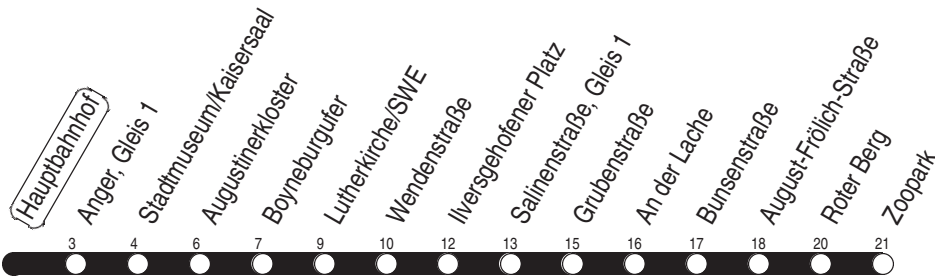 Hauptbahnhof
Anger, Gleis 1
Stadtmuseum/Kaisersaal
Augustinerkloster
Boyneburgufer
Lutherkirche/SWE
Wendenstraße
Ilversgehofener Platz
Salinenstraße, Gleis 1
Grubenstraße
An der Lache
Bunsenstraße
August-Frölich-Straße
Roter Berg
Zoopark
3 4 6 7 9 10 12 13 15 16 17 18 20 21